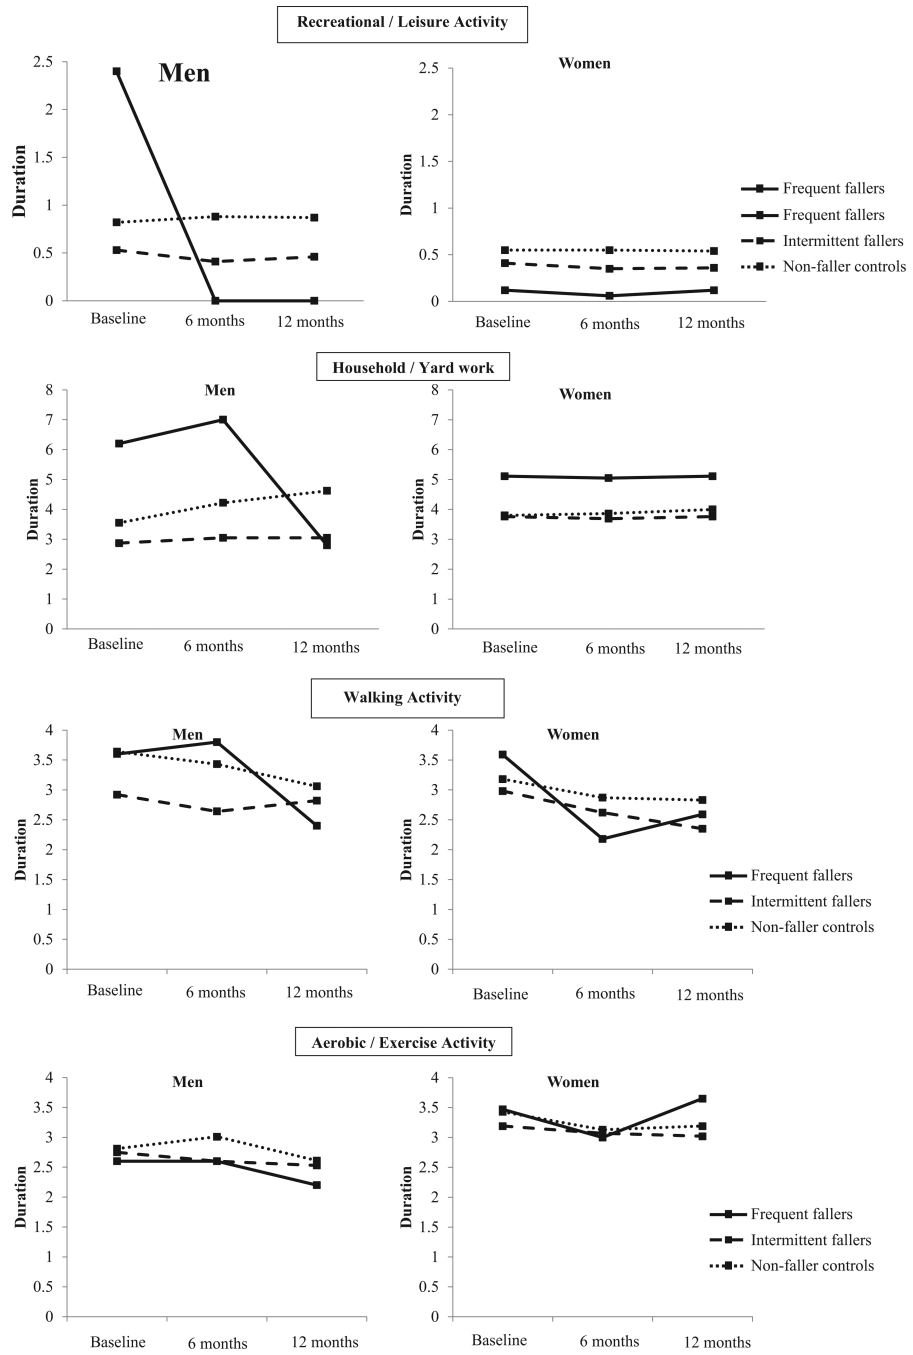 Recreational / Leisure Activity
Men
Duration
2.5
2
1.5
1
0.5
0
Baseline
6 months
12 months
Women
Duration
2.5
2
1.5
1
0.5
0
Baseline
6 months
12 months
Frequent fallers
Frequent fallers
Intermittent fallers
Non-faller controls
Household / Yard work
Men
Duration
8
7
6
5
4
3
2
1
0
Baseline
6 months
12 months
Women
Duration
8
7
6
5
4
3
2
1
0
Baseline
6 months
12 months
Walking Activity
Men
Duration
4
3.5
3
2.5
2
1.5
1
0.5
0
Baseline
6 months
12 months
Women
Duration
4
3.5
3
2.5
2
1.5
1
0.5
0
Baseline
6 months
12 months
Frequent fallers
Intermittent fallers
Non-faller controls
Aerobic / Exercise Activity
Men
Duration
4
3.5
3
2.5
2
1.5
1
0.5
0
Baseline
6 months
12 months
Women
Duration
4
3.5
3
2.5
2
1.5
1
0.5
0
Baseline
6 months
12 months
Frequent fallers
Intermittent fallers
Non-faller controls